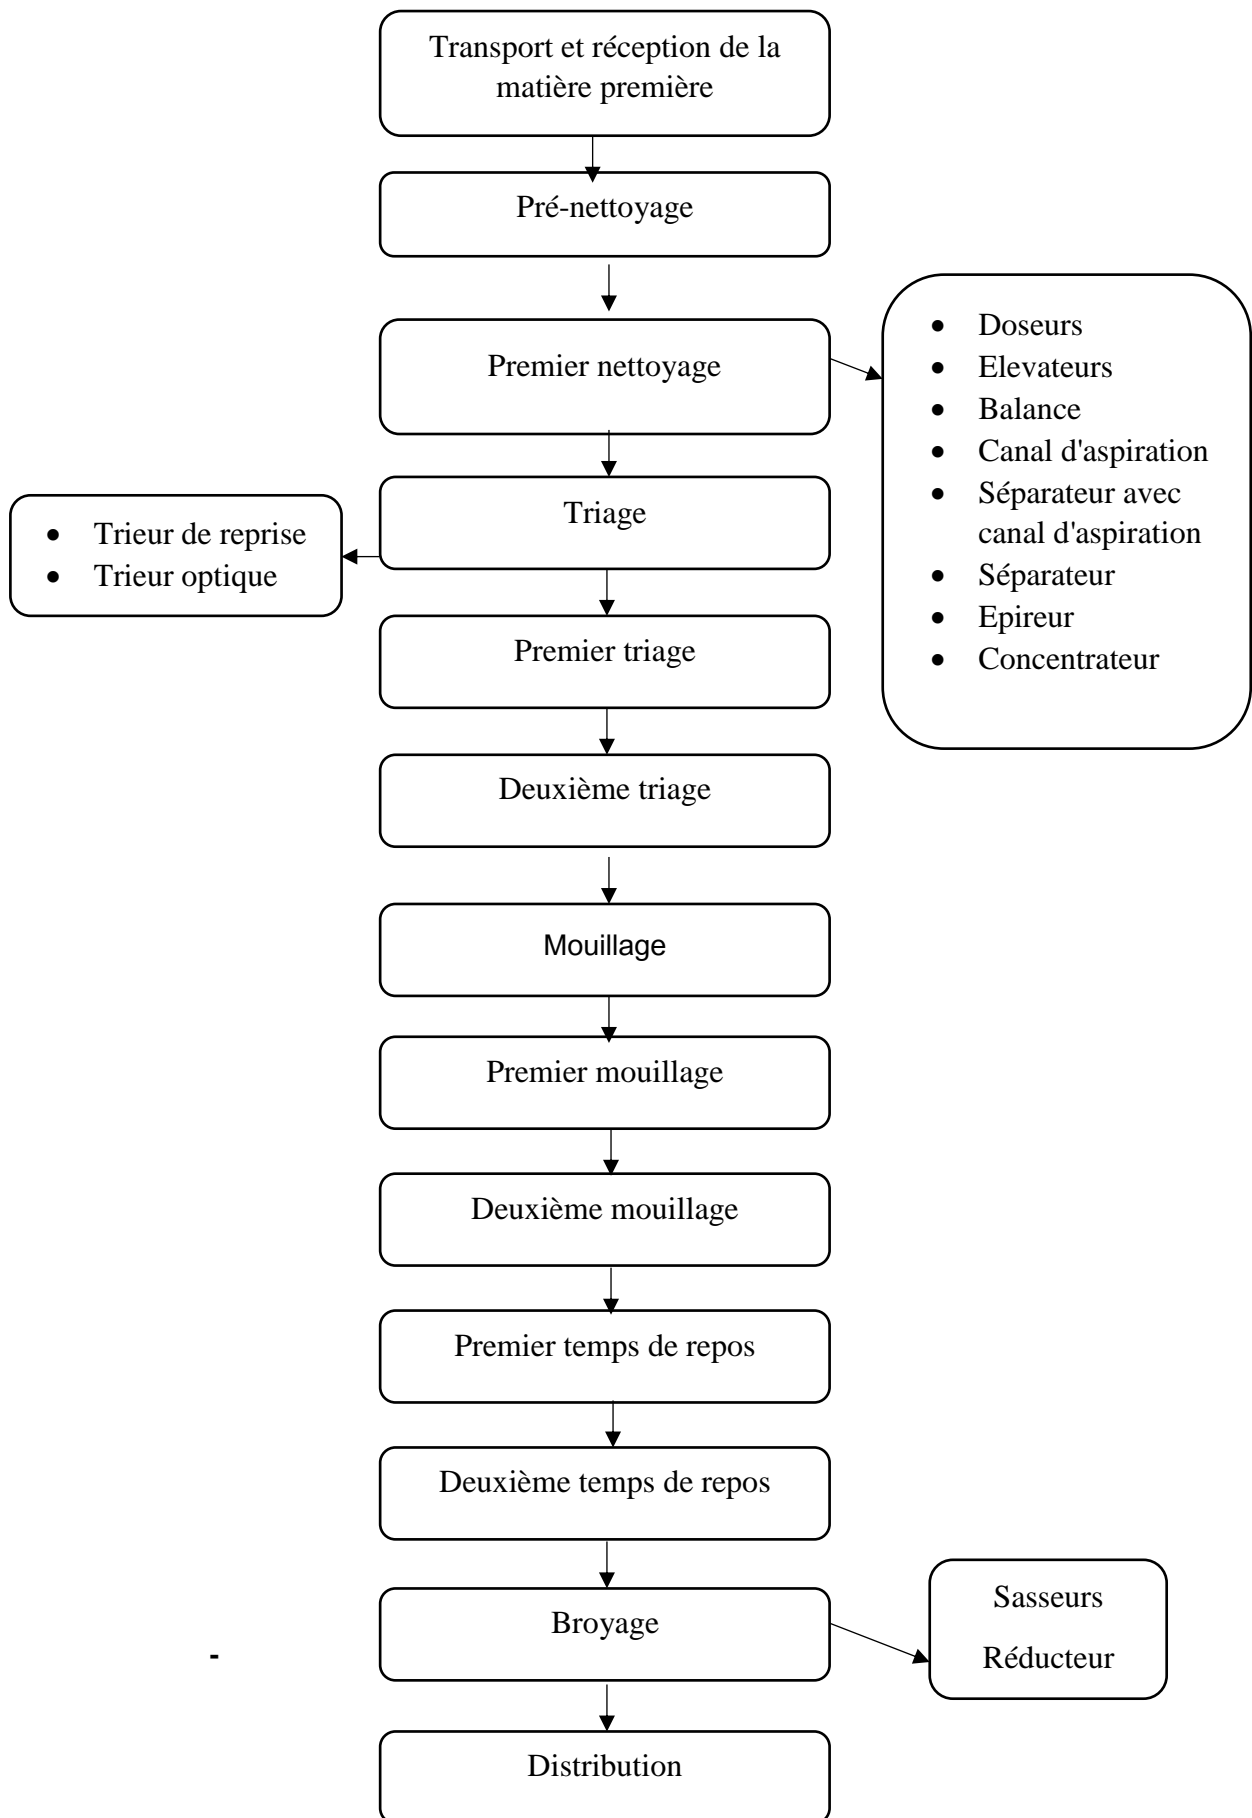 Transport et réception de la
matière première
Pré-nettoyage
Premier nettoyage
• Doseurs
• Elevateurs
• Balance
• Canal d'aspiration
• Séparateur avec
canal d'aspiration
• Séparateur
• Epireur
• Concentrateur
Triage
• Trieur de reprise
• Trieur optique
Premier triage
Deuxième triage
Mouillage
Premier mouillage
Deuxième mouillage
Premier temps de repos
Deuxième temps de repos
Broyage
Sasseurs
Réducteur
-
Distribution